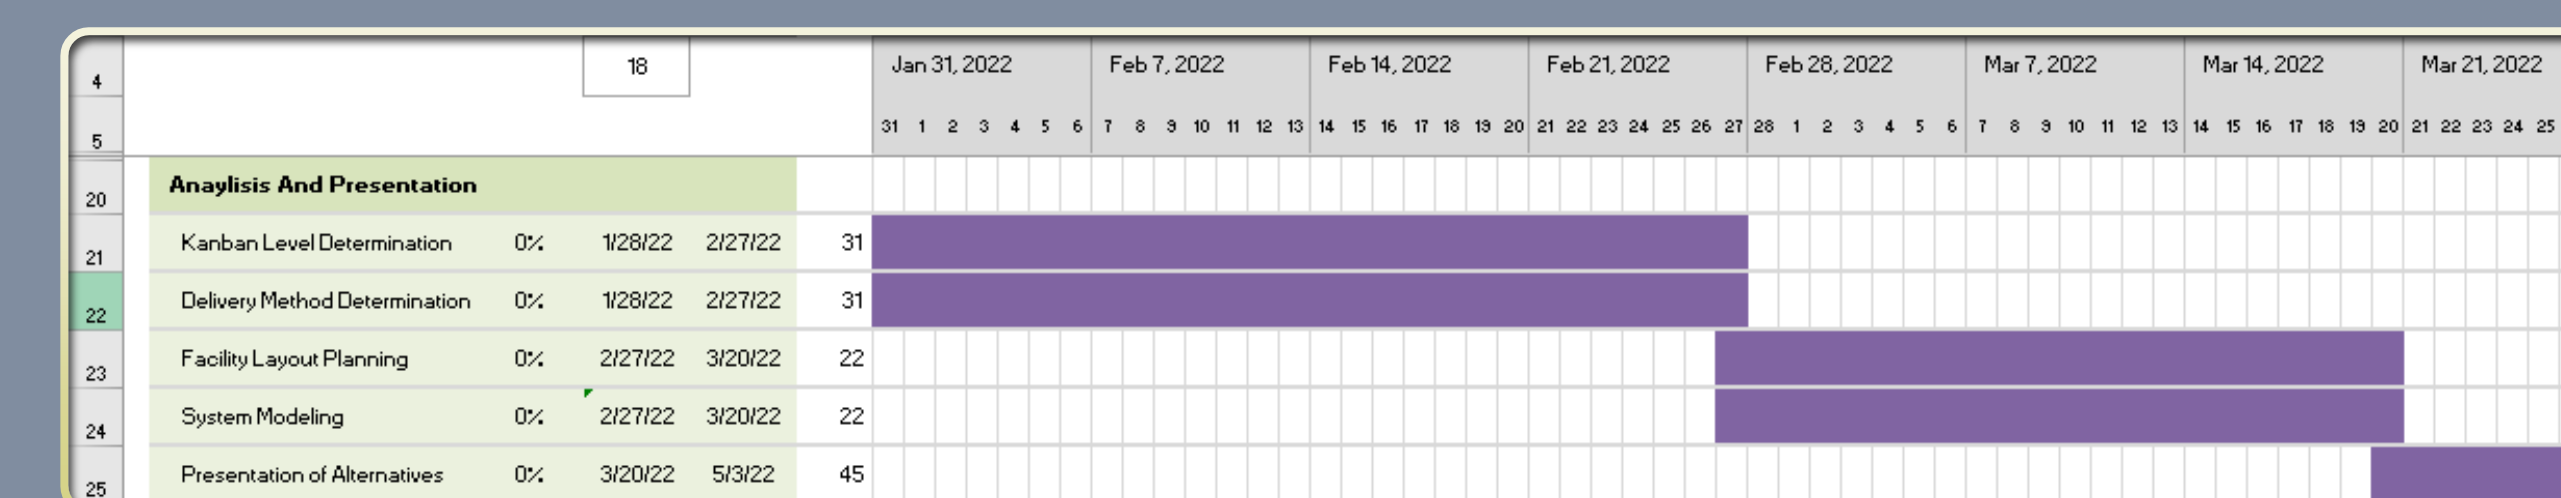 4 18 Jan 31, 2022 Feb 7, 2022 Feb 14, 2022 Feb 21, 2022 Feb 28, 2022 Mar 7, 2022 Mar 14, 2022 Mar 21, 2022
5 31 1 2 3 4 5 6 7 8 9 10 11 12 13 14 15 16 17 18 19 20 21 22 23 24 25 26 27 28 1 2 3 4 5 6 7 8 9 10 11 12 13 14 15 16 17 18 19 20 21 22 23 24 25
20 Anaylisis And Presentation
21 Kanban Level Determination 0% 1/28/22 2/27/22 31
22 Delivery Method Determination 0% 1/28/22 2/27/22 31
23 Facility Layout Planning 0% 2/27/22 3/20/22 22
24 System Modeling 0% 2/27/22 3/20/22 22
25 Presentation of Alternatives 0% 3/20/22 5/3/22 45